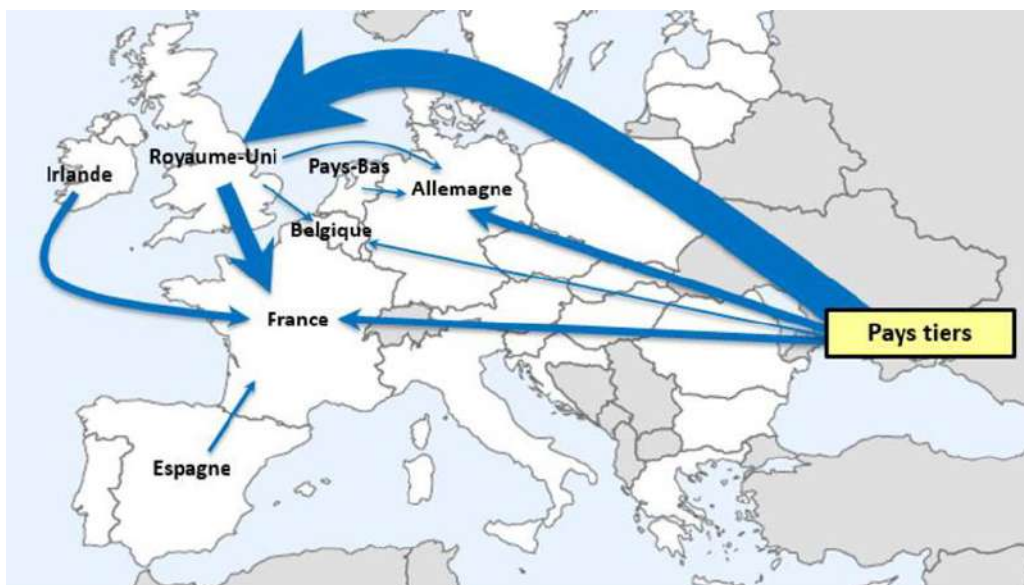 Royaume-Uni
Pays-Bas
Irlande
Allemagne
Belgique
France
Pays tiers
Espagne